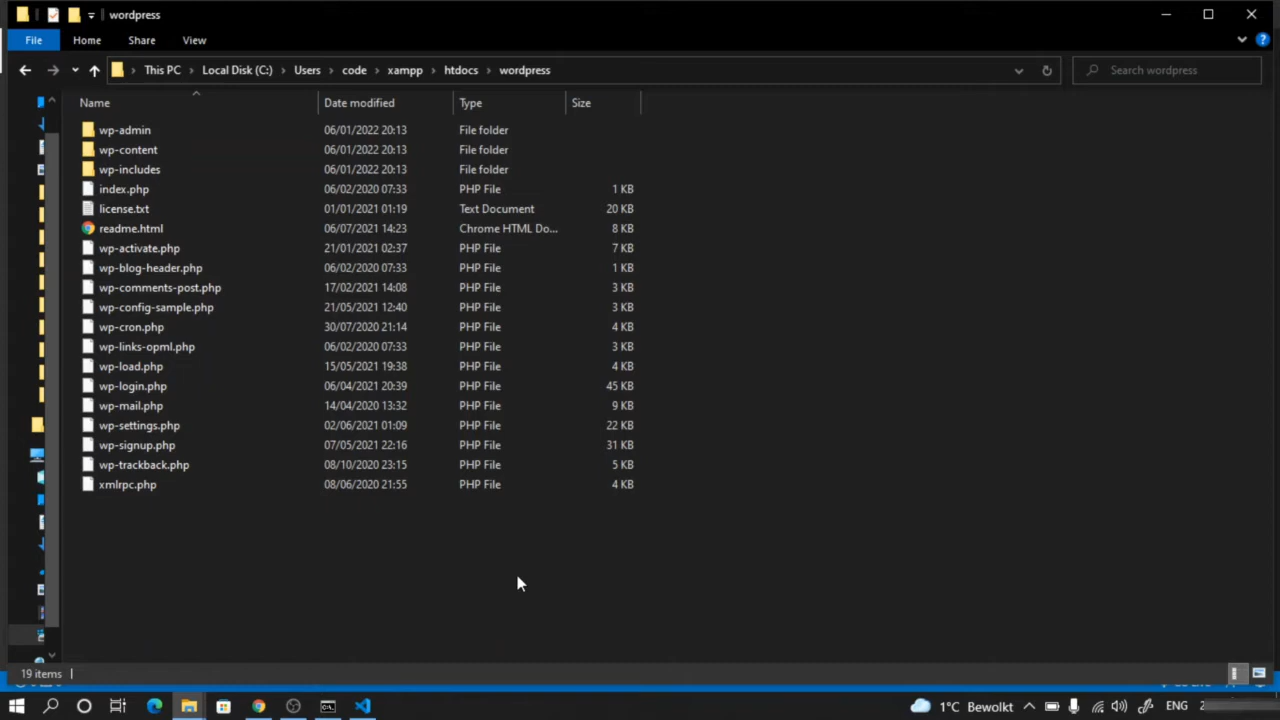 wordpress
File Home Share View
This PC Local Disk (C:) Users code xampp htdocs wordpress Search wordpress
Name Date modified Type Size
wp-admin 06/01/2022 20:13 File folder
wp-content 06/01/2022 20:13 File folder
wp-includes 06/01/2022 20:13 File folder
index.php 06/02/2020 07:33 PHP File 1 KB
license.txt 01/01/2021 01:19 Text Document 20 KB
readme.html 06/07/2021 14:23 Chrome HTML Do... 8 KB
wp-activate.php 21/01/2021 02:37 PHP File 7 KB
wp-blog-header.php 06/02/2020 07:33 PHP File 1 KB
wp-comments-post.php 17/02/2021 14:08 PHP File 3 KB
wp-config-sample.php 21/05/2021 12:40 PHP File 3 KB
wp-cron.php 30/07/2020 21:14 PHP File 4 KB
wp-links-opml.php 06/02/2020 07:33 PHP File 3 KB
wp-load.php 15/05/2021 19:38 PHP File 4 KB
wp-login.php 06/04/2021 20:39 PHP File 45 KB
wp-mail.php 14/04/2020 13:32 PHP File 9 KB
wp-settings.php 02/06/2021 01:09 PHP File 22 KB
wp-signup.php 07/05/2021 22:16 PHP File 31 KB
wp-trackback.php 08/10/2020 23:15 PHP File 5 KB
xmlrpc.php 08/06/2020 21:55 PHP File 4 KB
19 items
1°C Bewolkt ENG